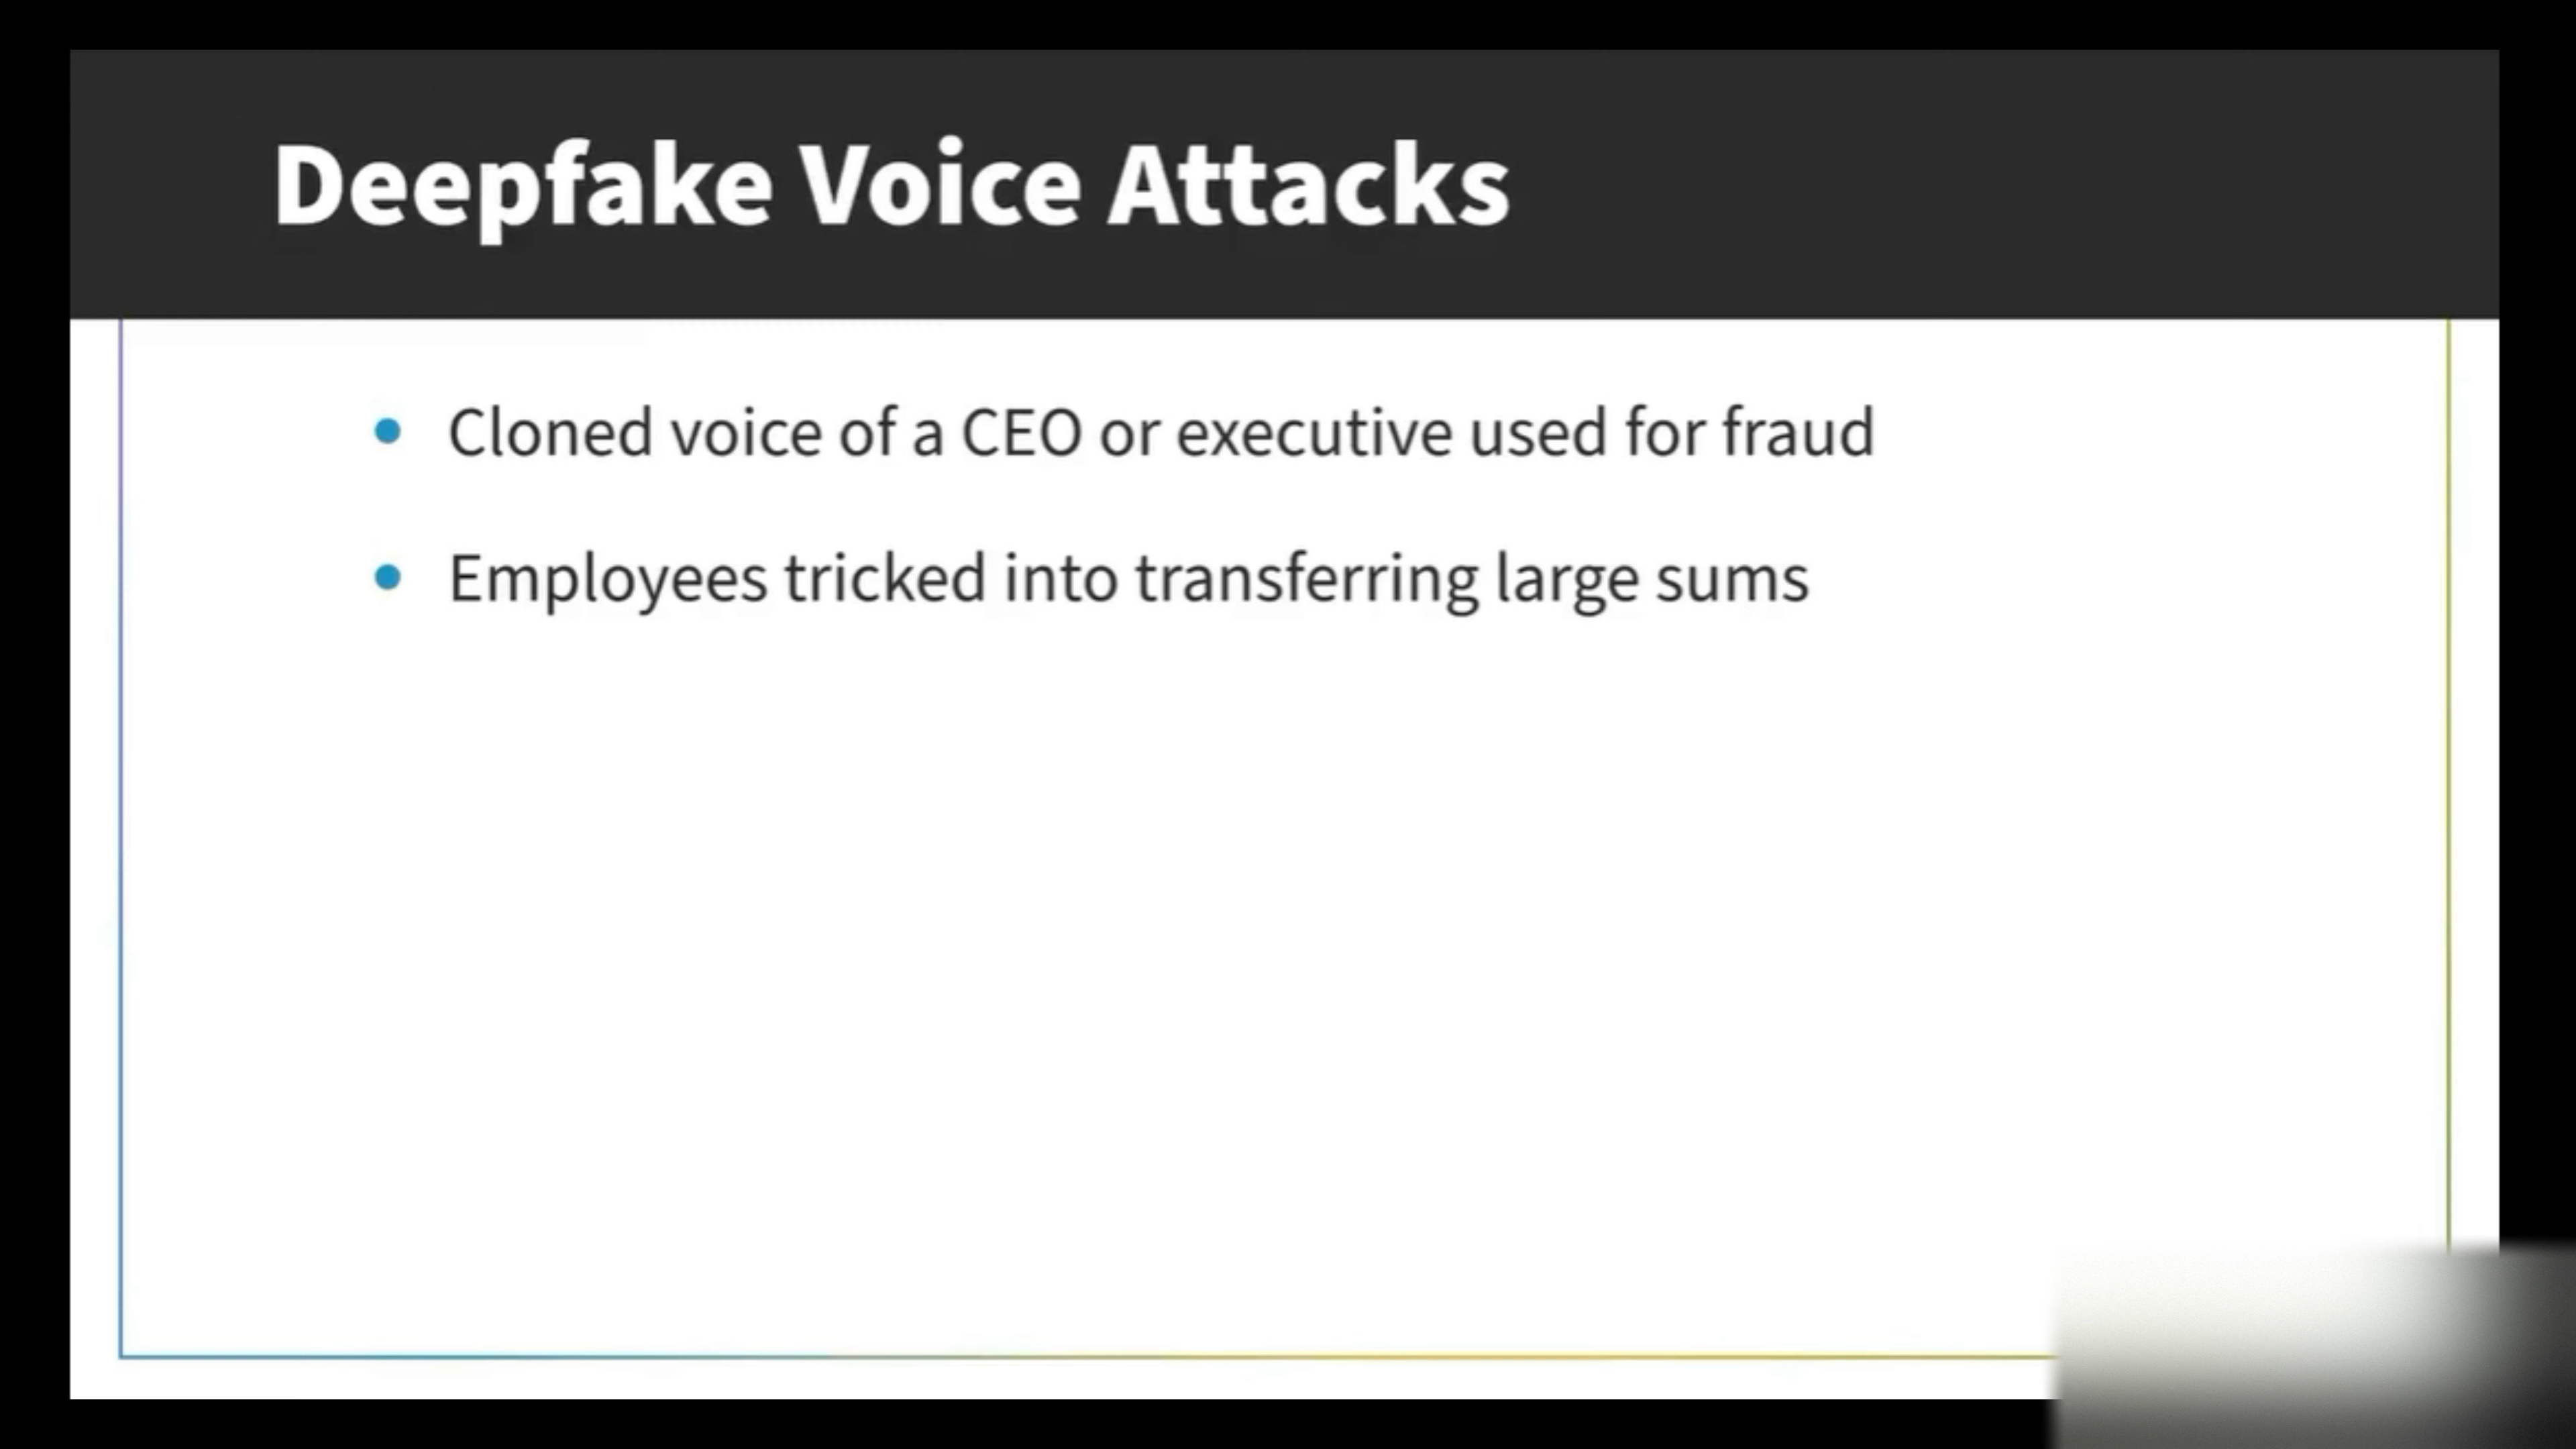 Deepfake Voice Attacks
• Cloned voice of a CEO or executive used for fraud
• Employees tricked into transferring large sums